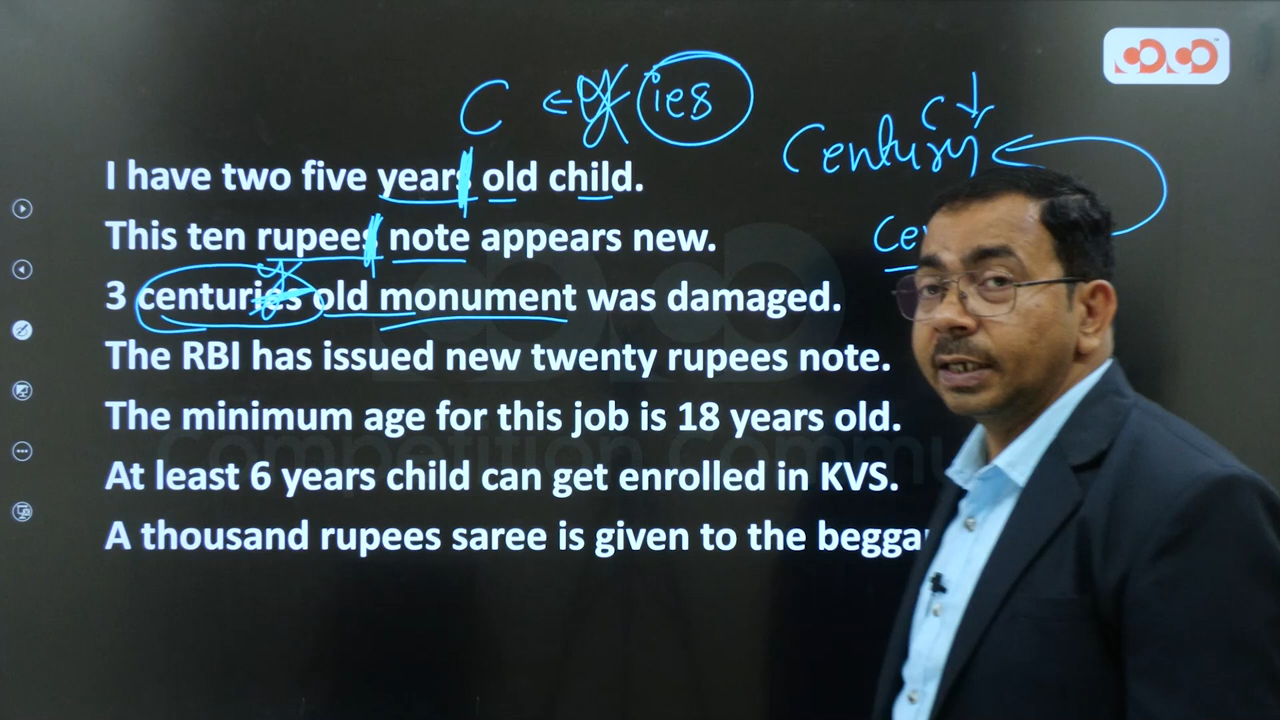 C ← y ies
C ↓
Century
Ce
I have two five years old child.
This ten rupees note appears new.
y
3 centuries old monument was damaged.
The RBI has issued new twenty rupees note.
The minimum age for this job is 18 years old.
At least 6 years child can get enrolled in KVS.
A thousand rupees saree is given to the beggar